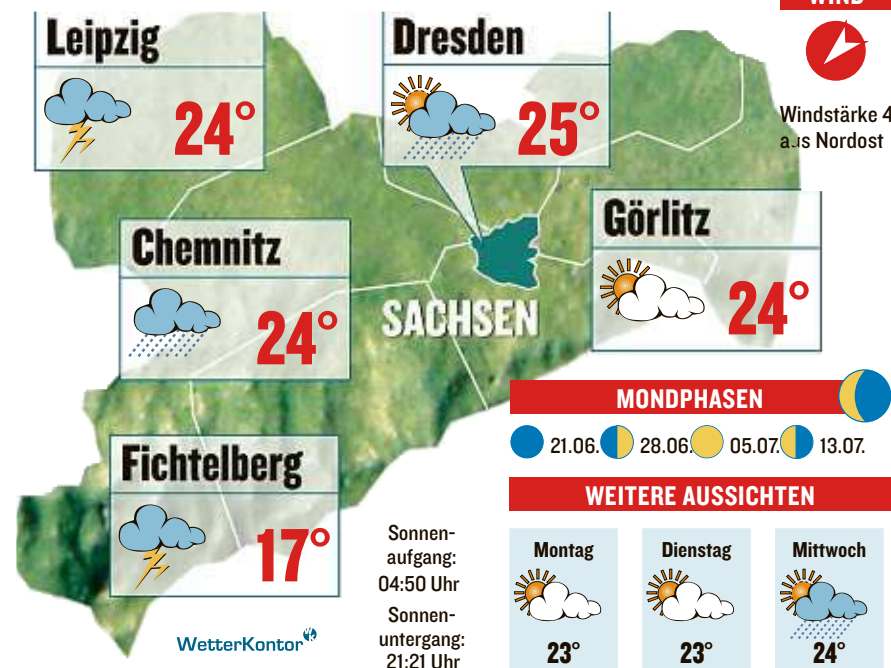 WIND
Windstärke 4
aus Nordost
Leipzig
24°
Dresden
25°
Chemnitz
24°
Görlitz
24°
SACHSEN
Fichtelberg
17°
MONDPHASEN
21.06.
28.06.
05.07.
13.07.
WEITERE AUSSICHTEN
Montag
23°
Dienstag
23°
Mittwoch
24°
Sonnen-
aufgang:
04:50 Uhr
Sonnen-
untergang:
21:21 Uhr
WetterKontor